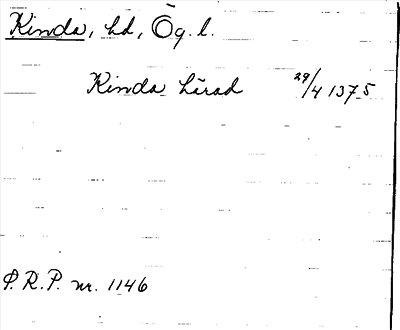 Kinda, hd, Ög. l.
Kinda härad 29/4 1375
P.R.P. nr. 1146